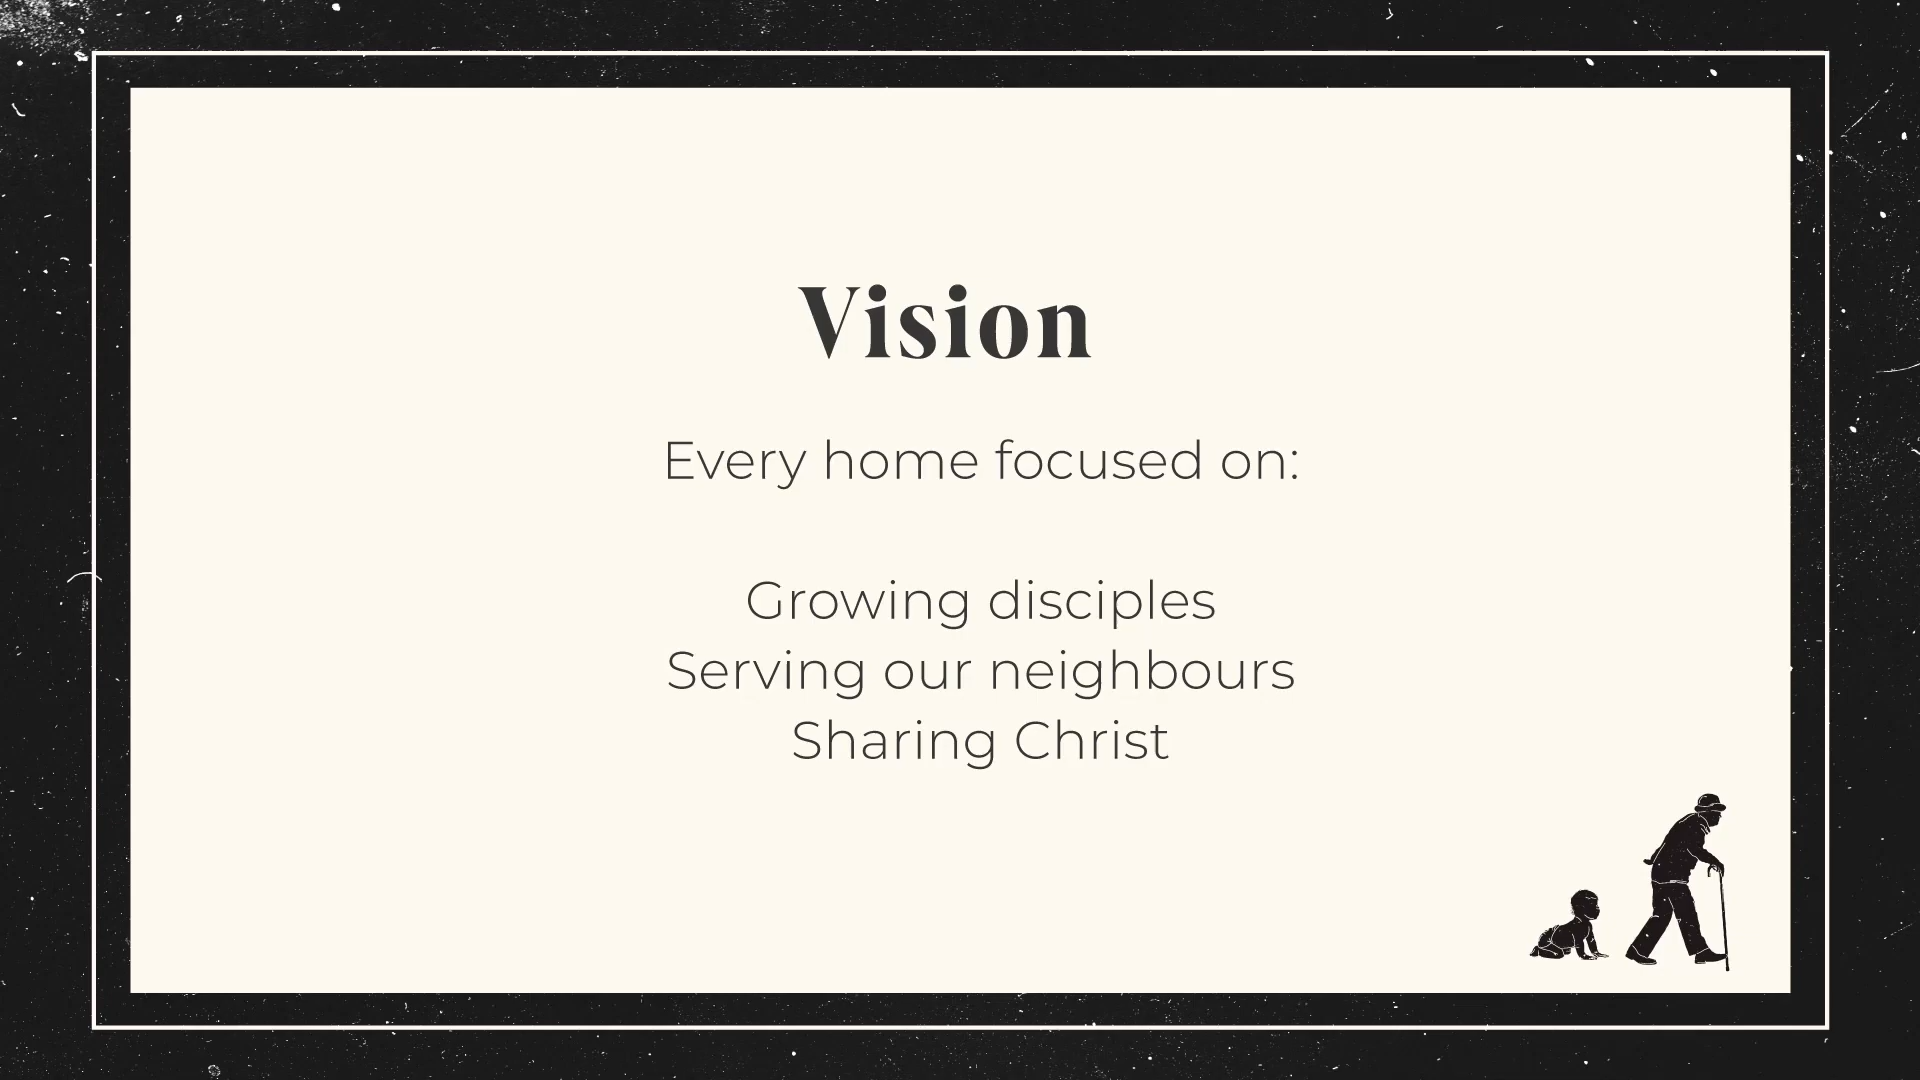 Vision
Every home focused on:
Growing disciples
Serving our neighbours
Sharing Christ